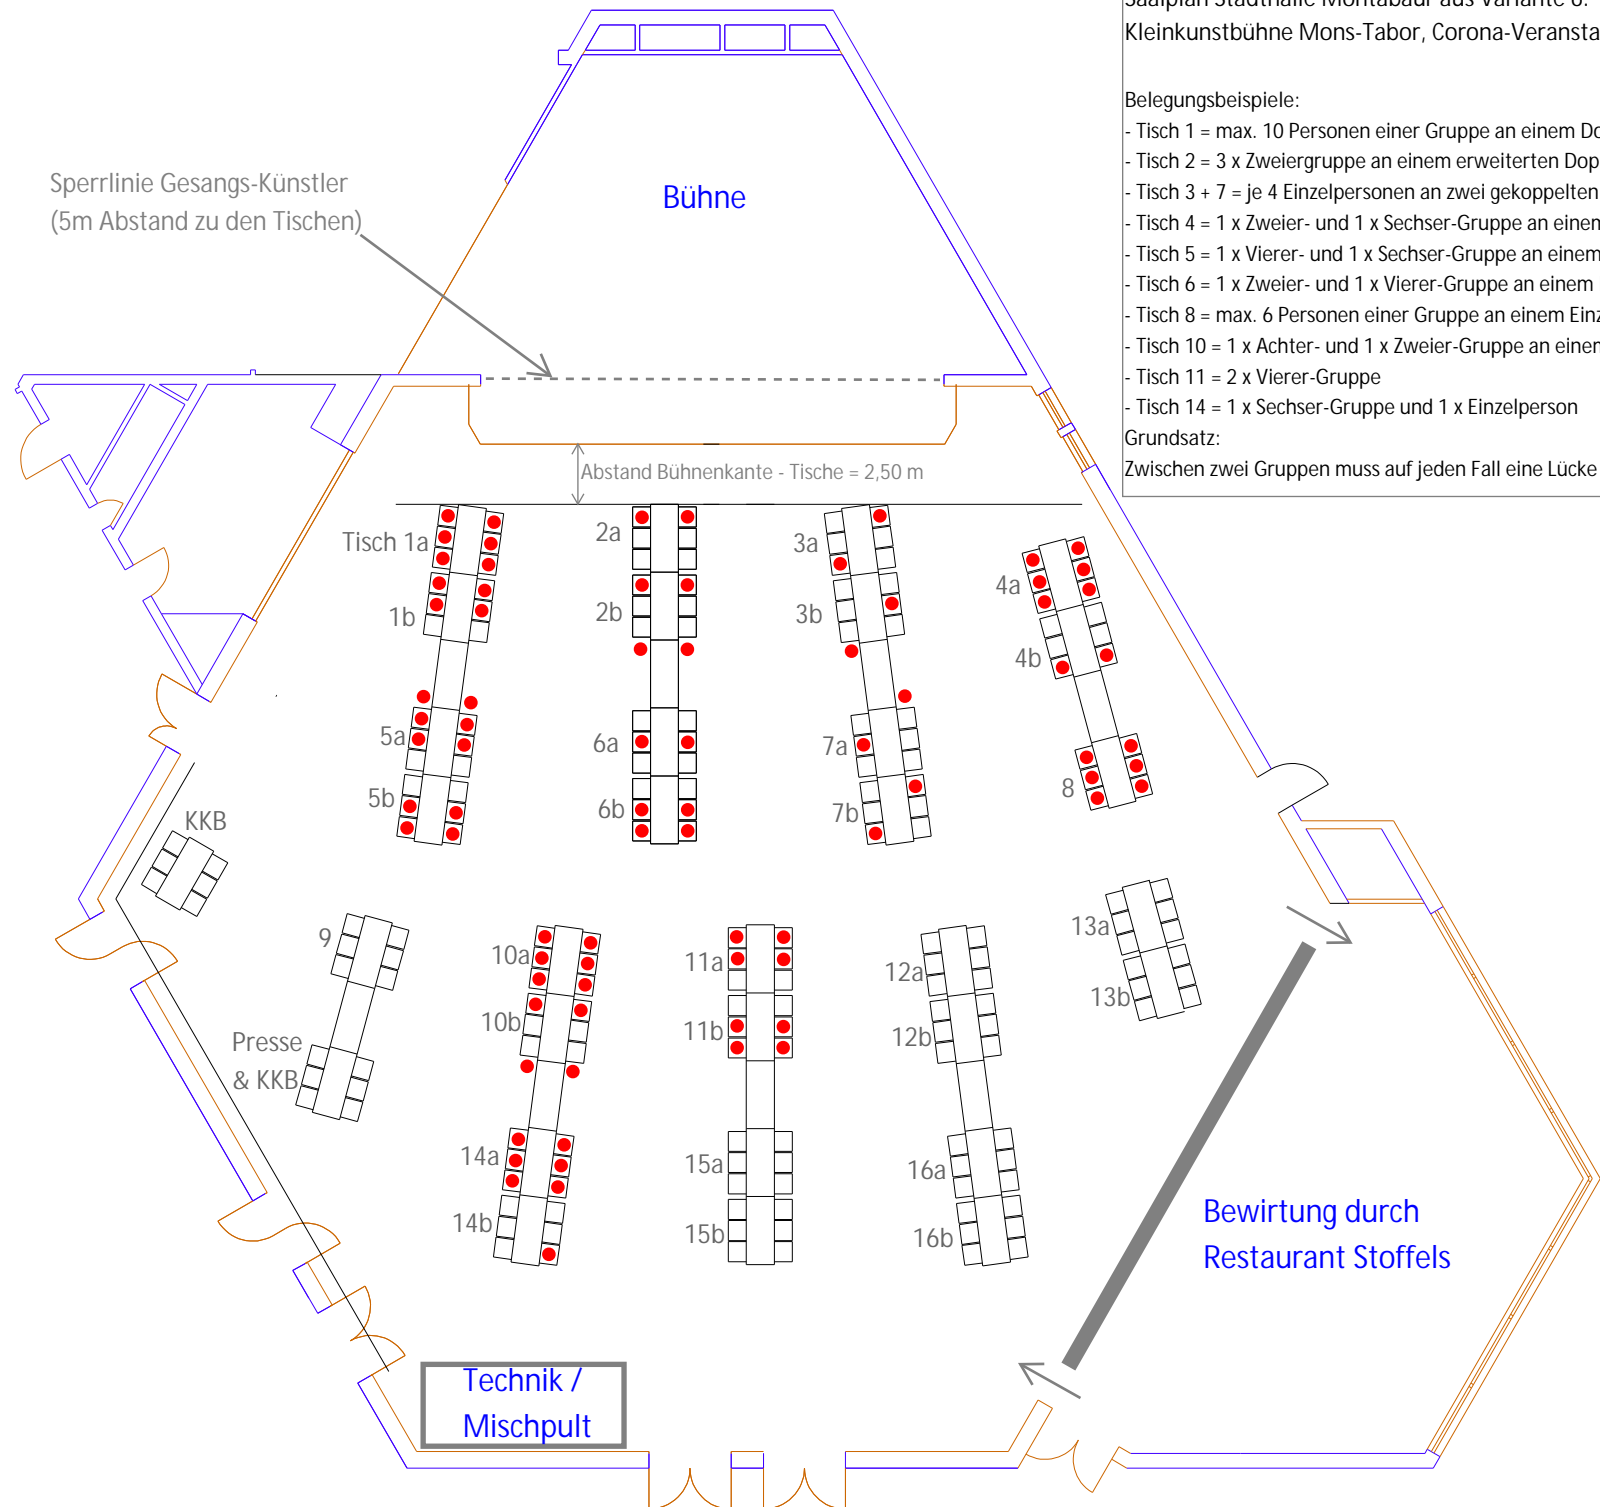 Saalplan Stadthalle Montabaur aus Variante 6:
Kleinkunstbühne Mons-Tabor, Corona-Veransta
Belegungsbeispiele:
- Tisch 1 = max. 10 Personen einer Gruppe an einem Do
- Tisch 2 = 3 x Zweiergruppe an einem erweiterten Dop
- Tisch 3 + 7 = je 4 Einzelpersonen an zwei gekoppelten
- Tisch 4 = 1 x Zweier- und 1 x Sechser-Gruppe an einem
- Tisch 5 = 1 x Vierer- und 1 x Sechser-Gruppe an einem
- Tisch 6 = 1 x Zweier- und 1 x Vierer-Gruppe an einem
- Tisch 8 = max. 6 Personen einer Gruppe an einem Einz
- Tisch 10 = 1 x Achter- und 1 x Zweier-Gruppe an einem
- Tisch 11 = 2 x Vierer-Gruppe
- Tisch 14 = 1 x Sechser-Gruppe und 1 x Einzelperson
Grundsatz:
Zwischen zwei Gruppen muss auf jeden Fall eine Lücke
Sperrlinie Gesangs-Künstler
(5m Abstand zu den Tischen)
Bühne
Abstand Bühnenkante - Tische = 2,50 m
Tisch 1a
2a
3a
4a
1b
2b
3b
4b
5a
6a
7a
8
5b
6b
7b
KKB
9
10a
11a
12a
13a
10b
11b
12b
13b
Presse
& KKB
14a
15a
16a
14b
15b
16b
Bewirtung durch
Restaurant Stoffels
Technik /
Mischpult